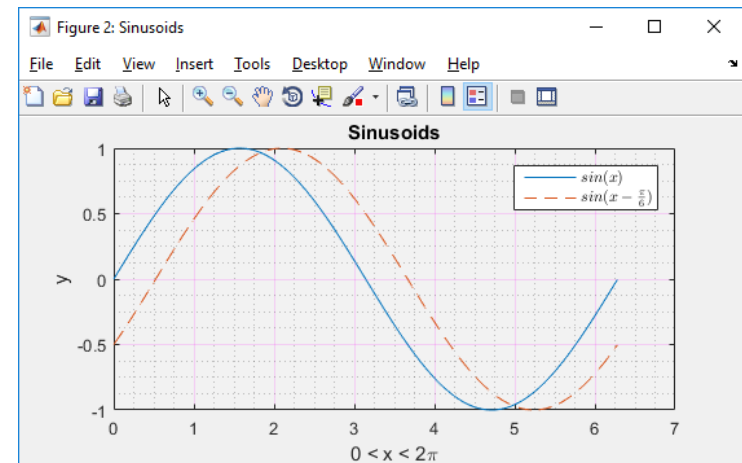 Figure 2: Sinusoids
File Edit View Insert Tools Desktop Window Help
Sinusoids
1
0.5
0
-0.5
-1
y
sin(x)
sin(x − π/6)
0 1 2 3 4 5 6 7
0 < x < 2π